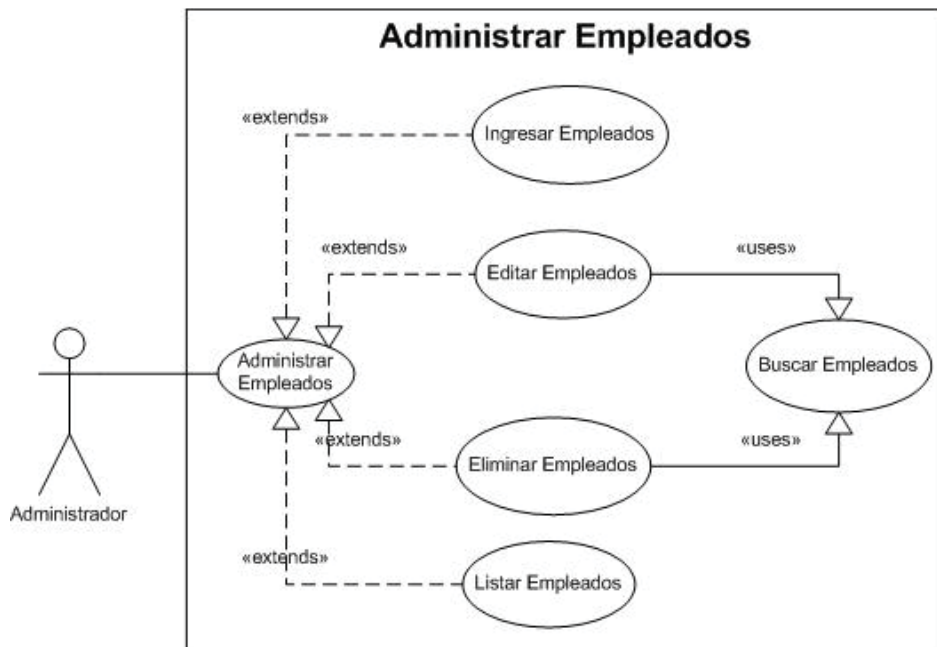 Administrar Empleados
«extends»
Ingresar Empleados
«extends»
Editar Empleados
«uses»
Administrar
Empleados
Buscar Empleados
«extends»
Eliminar Empleados
«uses»
Administrador
«extends»
Listar Empleados